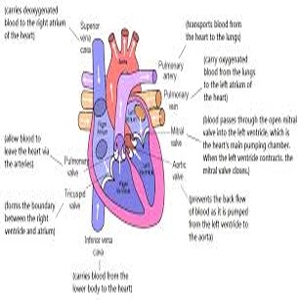 (carries deoxygenated
blood to the right atrium
of the heart)
Superior
vena
cava
(transports blood from
the heart to the lungs)
Aorta
Pulmonary
artery
(carry oxygenated
blood from the lungs
to the left atrium of
the heart)
Pulmonary
vein
(blood passes through the open mitral
valve into the left ventricle, which is
the heart's main pumping chamber.
When the left ventricle contracts, the
mitral valve closes.)
Mitral
valve
(allow blood to
leave the heart via
the arteries)
Pulmonary
valve
Aortic
valve
Tricuspid
valve
(prevents the back flow
of blood as it is pumped
from the left ventricle to
the aorta)
(forms the boundary
between the right
ventricle and atrium)
Inferior vena
cava
(carries blood from the
lower body to the heart)